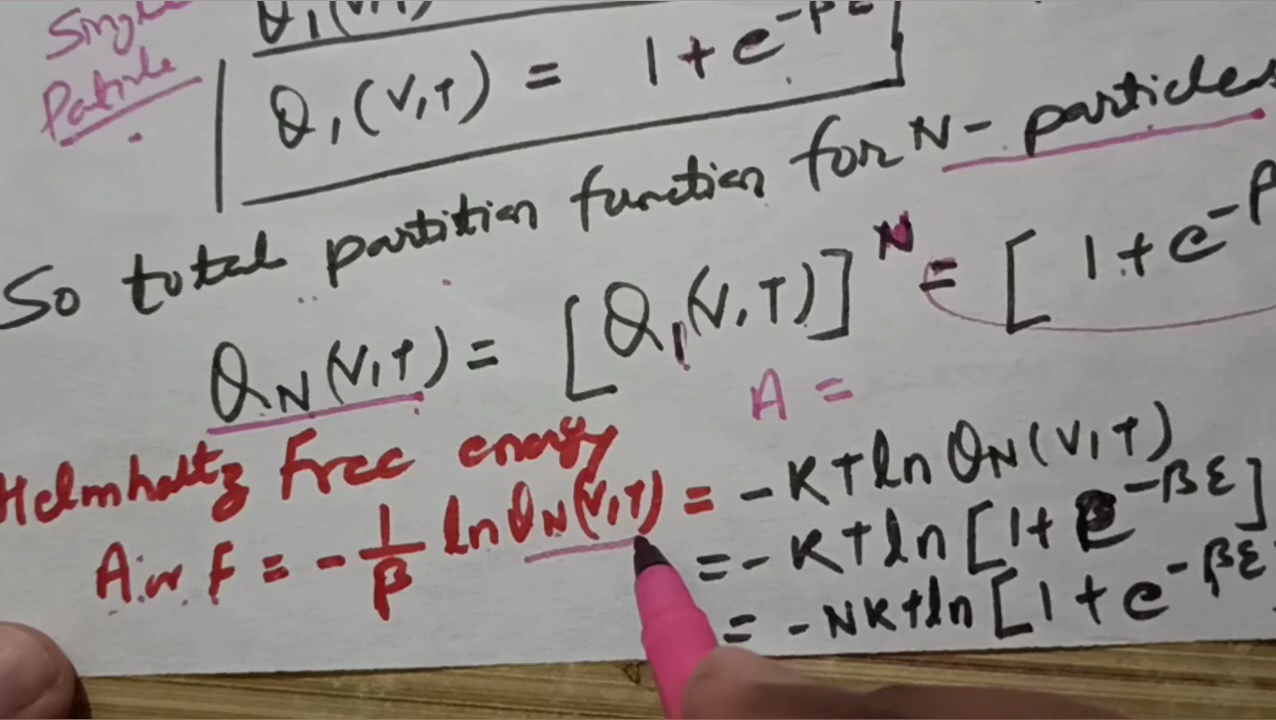 Single
Particle
Q₁(V,T)
Q₁(V,T) = 1 + e^-βε
So total partition function for N- particles
Q_N(V,T) = [Q₁(V,T)]^N = [1 + e^-β
A =
Helmholtz Free energy
A or F = - 1/β ln Q_N(V,T) = - KT ln Q_N(V,T)
= - KT ln [1 + e^-βε]
= - NKT ln [1 + e^-βε